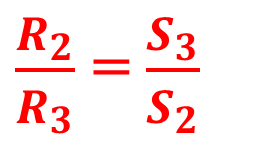 R₂/R₃ = S₃/S₂